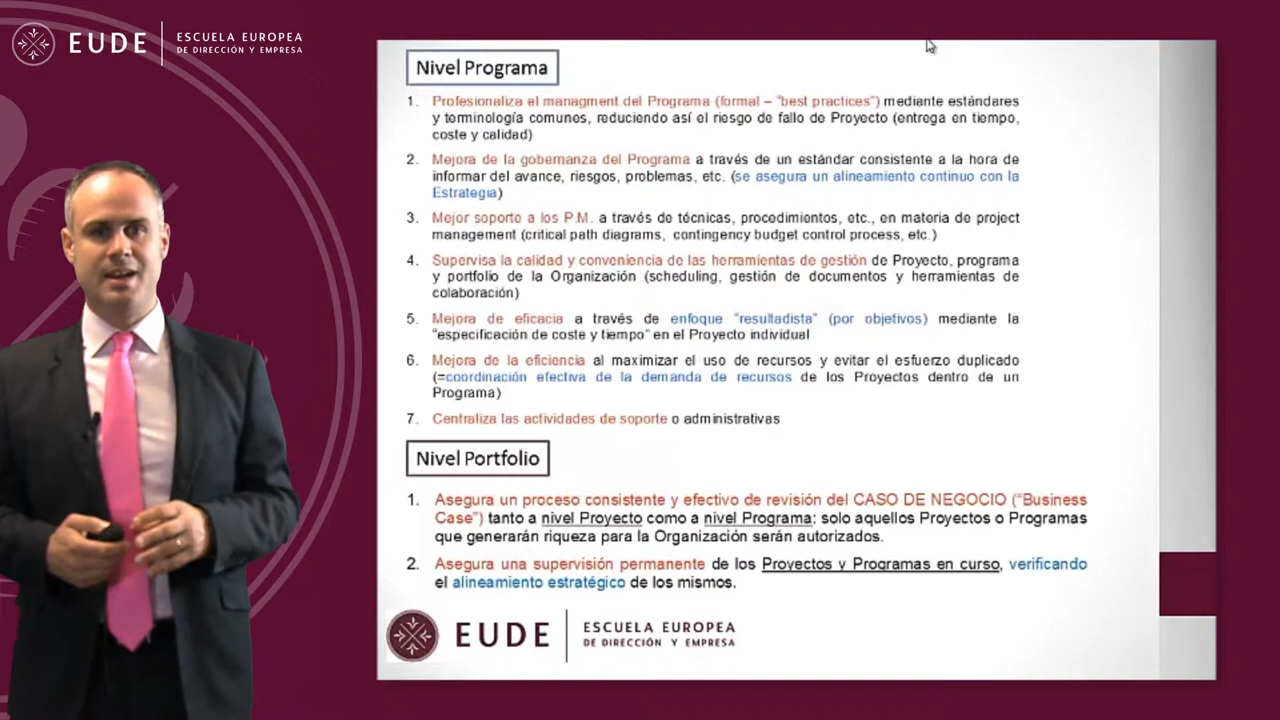 EUDE
ESCUELA EUROPEA
DE DIRECCIÓN Y EMPRESA
Nivel Programa
1. Profesionaliza el managment del Programa (formal – “best practices”) mediante estándares
y terminología comunes, reduciendo así el riesgo de fallo de Proyecto (entrega en tiempo,
coste y calidad)
2. Mejora de la gobernanza del Programa a través de un estándar consistente a la hora de
informar del avance, riesgos, problemas, etc. (se asegura un alineamiento continuo con la
Estrategia)
3. Mejor soporte a los P.M. a través de técnicas, procedimientos, etc., en materia de project
management (critical path diagrams, contingency budget control process, etc.)
4. Supervisa la calidad y conveniencia de las herramientas de gestión de Proyecto, programa
y portfolio de la Organización (scheduling, gestión de documentos y herramientas de
colaboración)
5. Mejora de eficacia a través de enfoque “resultadista” (por objetivos) mediante la
“especificación de coste y tiempo” en el Proyecto individual
6. Mejora de la eficiencia al maximizar el uso de recursos y evitar el esfuerzo duplicado
(=coordinación efectiva de la demanda de recursos de los Proyectos dentro de un
Programa)
7. Centraliza las actividades de soporte o administrativas
Nivel Portfolio
1. Asegura un proceso consistente y efectivo de revisión del CASO DE NEGOCIO (“Business
Case”) tanto a nivel Proyecto como a nivel Programa; solo aquellos Proyectos o Programas
que generarán riqueza para la Organización serán autorizados.
2. Asegura una supervisión permanente de los Proyectos y Programas en curso, verificando
el alineamiento estratégico de los mismos.
EUDE
ESCUELA EUROPEA
DE DIRECCIÓN Y EMPRESA